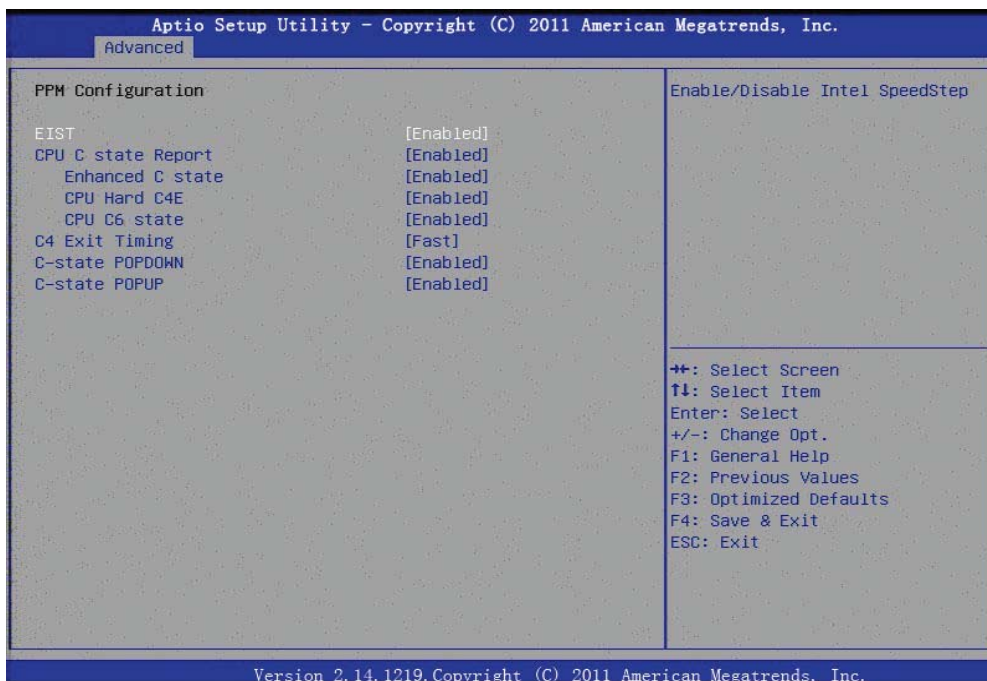 Aptio Setup Utility - Copyright (C) 2011 American Megatrends, Inc.
Advanced
PPM Configuration
EIST [Enabled]
CPU C state Report [Enabled]
Enhanced C state [Enabled]
CPU Hard C4E [Enabled]
CPU C6 state [Enabled]
C4 Exit Timing [Fast]
C-state POPDOWN [Enabled]
C-state POPUP [Enabled]
Enable/Disable Intel SpeedStep
→←: Select Screen
↑↓: Select Item
Enter: Select
+/-: Change Opt.
F1: General Help
F2: Previous Values
F3: Optimized Defaults
F4: Save & Exit
ESC: Exit
Version 2.14.1219. Copyright (C) 2011 American Megatrends, Inc.